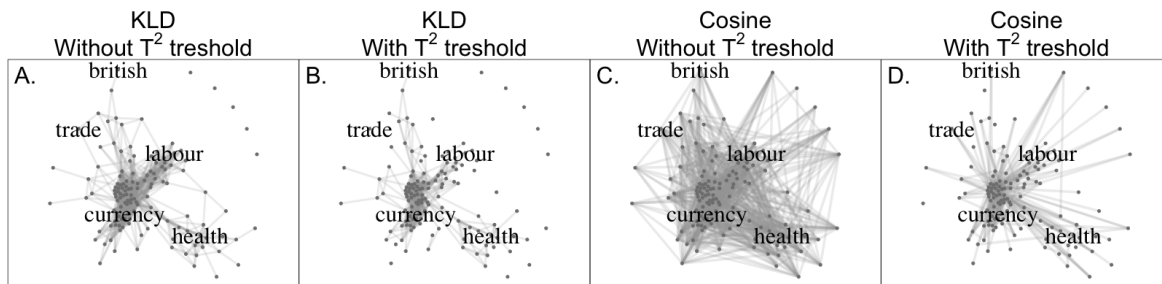 KLD
Without T² treshold
KLD
With T² treshold
Cosine
Without T² treshold
Cosine
With T² treshold
A.
british
trade
labour
currency
health
B.
british
trade
labour
currency
health
C.
british
trade
labour
currency
health
D.
british
trade
labour
currency
health